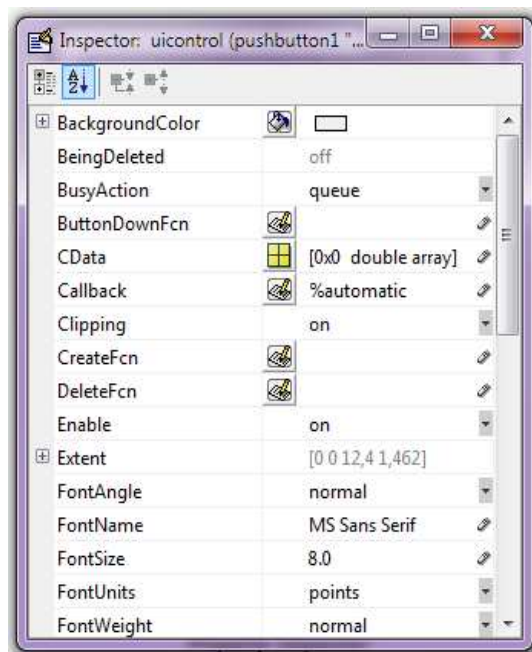 Inspector: uicontrol (pushbutton1 "...
BackgroundColor
BeingDeleted off
BusyAction queue
ButtonDownFcn
CData [0x0 double array]
Callback %automatic
Clipping on
CreateFcn
DeleteFcn
Enable on
Extent [0 0 12,4 1,462]
FontAngle normal
FontName MS Sans Serif
FontSize 8.0
FontUnits points
FontWeight normal